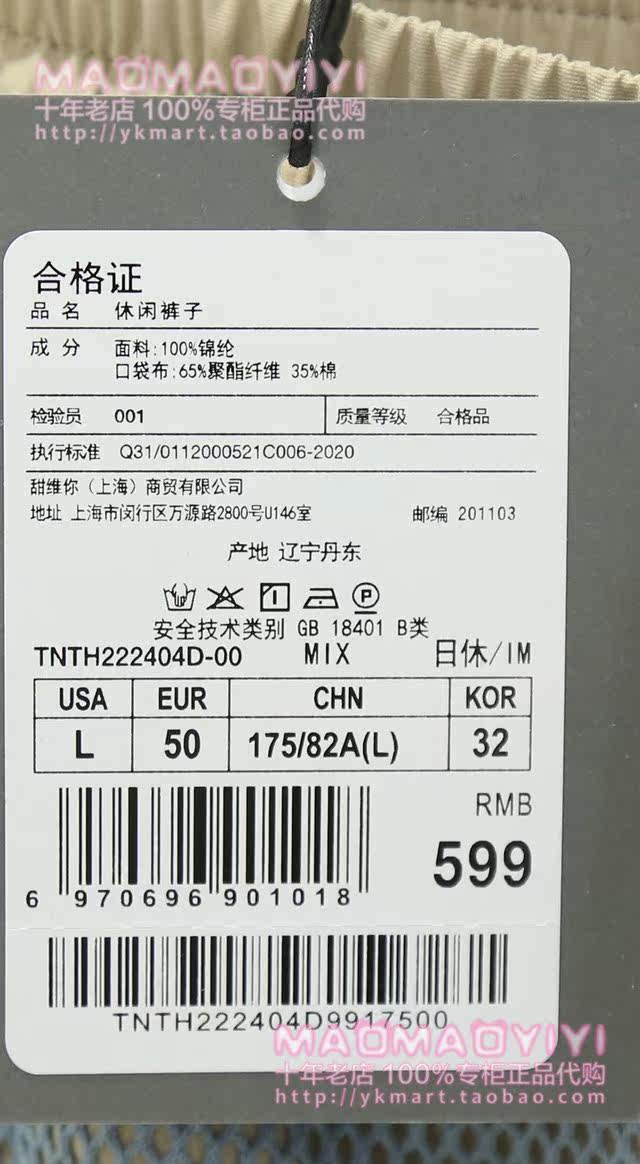 MAOMAOYIYI
十年老店 100%专柜正品代购
http://ykmart.taobao.com
合格证
品 名 休闲裤子
成 分 面料:100%锦纶
口袋布:65%聚酯纤维 35%棉
检验员 001 质量等级 合格品
执行标准 Q31/0112000521C006-2020
甜维你（上海）商贸有限公司
地址 上海市闵行区万源路2800号U146室 邮编 201103
产地 辽宁丹东
P
安全技术类别 GB 18401 B类
TNTH222404D-00 MIX 日休/IM
USA EUR CHN KOR
L 50 175/82A(L) 32
RMB
599
6 970696 901018
TNTH222404D9917500
MAOMAOYIYI
十年老店 100%专柜正品代购
http://ykmart.taobao.com